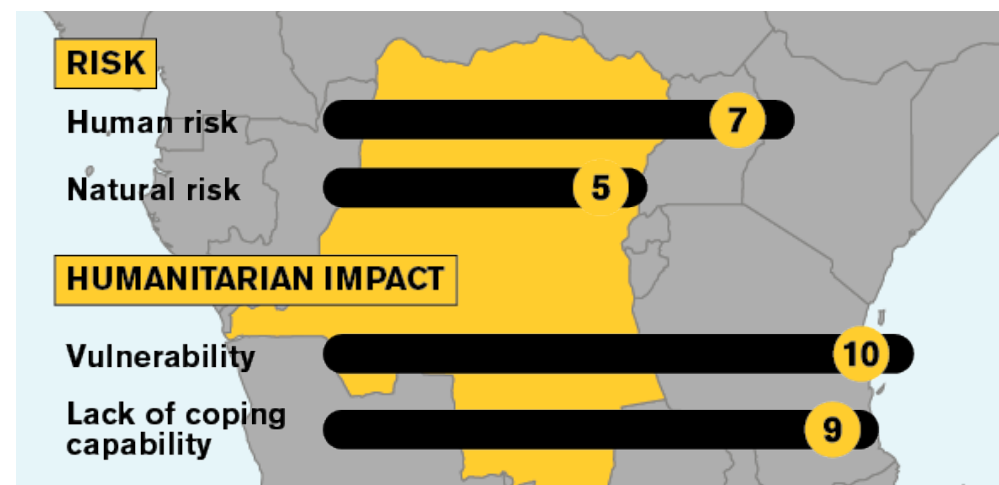 RISK
Human risk
7
Natural risk
5
HUMANITARIAN IMPACT
Vulnerability
10
Lack of coping
capability
9